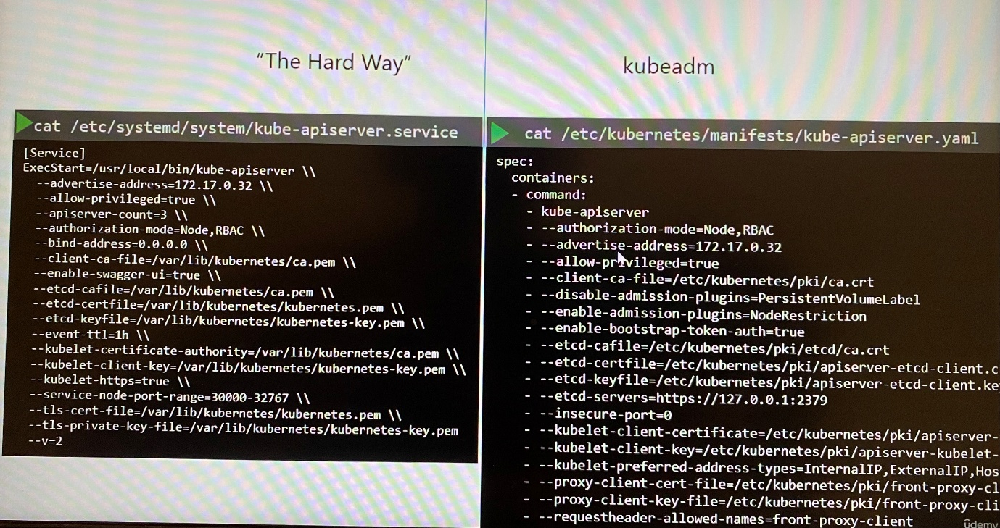 "The Hard Way"
cat /etc/systemd/system/kube-apiserver.service
[Service]
ExecStart=/usr/local/bin/kube-apiserver \\
--advertise-address=172.17.0.32 \\
--allow-privileged=true \\
--apiserver-count=3 \\
--authorization-mode=Node,RBAC \\
--bind-address=0.0.0.0 \\
--client-ca-file=/var/lib/kubernetes/ca.pem \\
--enable-swagger-ui=true \\
--etcd-cafile=/var/lib/kubernetes/ca.pem \\
--etcd-certfile=/var/lib/kubernetes/kubernetes.pem \\
--etcd-keyfile=/var/lib/kubernetes/kubernetes-key.pem \\
--event-ttl=1h \\
--kubelet-certificate-authority=/var/lib/kubernetes/ca.pem \\
--kubelet-client-key=/var/lib/kubernetes/kubernetes-key.pem \\
--kubelet-https=true \\
--service-node-port-range=30000-32767 \\
--tls-cert-file=/var/lib/kubernetes/kubernetes.pem \\
--tls-private-key-file=/var/lib/kubernetes/kubernetes-key.pem
--v=2
kubeadm
cat /etc/kubernetes/manifests/kube-apiserver.yaml
spec:
containers:
- command:
- kube-apiserver
- --authorization-mode=Node,RBAC
- --advertise-address=172.17.0.32
- --allow-privileged=true
- --client-ca-file=/etc/kubernetes/pki/ca.crt
- --disable-admission-plugins=PersistentVolumeLabel
- --enable-admission-plugins=NodeRestriction
- --enable-bootstrap-token-auth=true
- --etcd-cafile=/etc/kubernetes/pki/etcd/ca.crt
- --etcd-certfile=/etc/kubernetes/pki/apiserver-etcd-client.c
- --etcd-keyfile=/etc/kubernetes/pki/apiserver-etcd-client.ke
- --etcd-servers=https://127.0.0.1:2379
- --insecure-port=0
- --kubelet-client-certificate=/etc/kubernetes/pki/apiserver-
- --kubelet-client-key=/etc/kubernetes/pki/apiserver-kubelet-
- --kubelet-preferred-address-types=InternalIP,ExternalIP,Hos
- --proxy-client-cert-file=/etc/kubernetes/pki/front-proxy-cl
- --proxy-client-key-file=/etc/kubernetes/pki/front-proxy-cli
- --requestheader-allowed-names=front-proxy-client
ûdemy